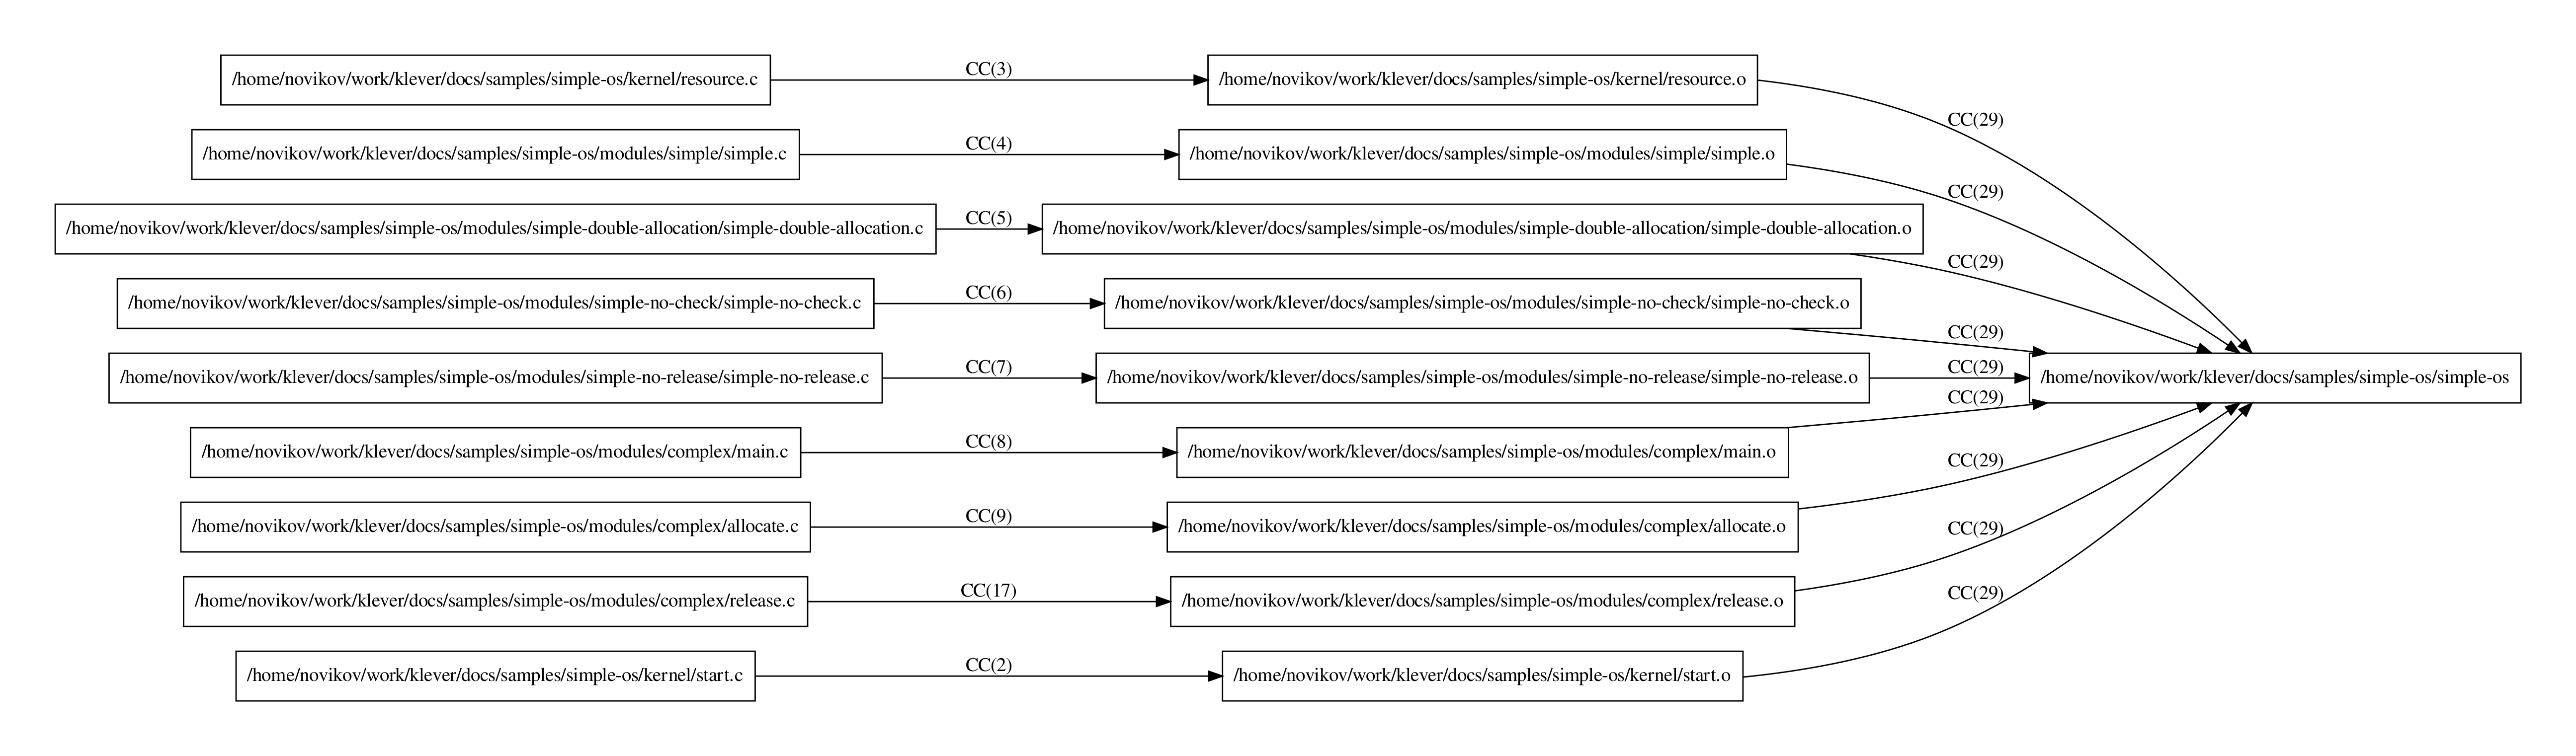 /home/novikov/work/klever/docs/samples/simple-os/kernel/resource.c
CC(3)
/home/novikov/work/klever/docs/samples/simple-os/kernel/resource.o
CC(29)
/home/novikov/work/klever/docs/samples/simple-os/modules/simple/simple.c
CC(4)
/home/novikov/work/klever/docs/samples/simple-os/modules/simple/simple.o
CC(29)
/home/novikov/work/klever/docs/samples/simple-os/modules/simple-double-allocation/simple-double-allocation.c
CC(5)
/home/novikov/work/klever/docs/samples/simple-os/modules/simple-double-allocation/simple-double-allocation.o
CC(29)
/home/novikov/work/klever/docs/samples/simple-os/modules/simple-no-check/simple-no-check.c
CC(6)
/home/novikov/work/klever/docs/samples/simple-os/modules/simple-no-check/simple-no-check.o
CC(29)
/home/novikov/work/klever/docs/samples/simple-os/modules/simple-no-release/simple-no-release.c
CC(7)
/home/novikov/work/klever/docs/samples/simple-os/modules/simple-no-release/simple-no-release.o
CC(29)
/home/novikov/work/klever/docs/samples/simple-os/simple-os
/home/novikov/work/klever/docs/samples/simple-os/modules/complex/main.c
CC(8)
/home/novikov/work/klever/docs/samples/simple-os/modules/complex/main.o
CC(29)
/home/novikov/work/klever/docs/samples/simple-os/modules/complex/allocate.c
CC(9)
/home/novikov/work/klever/docs/samples/simple-os/modules/complex/allocate.o
CC(29)
/home/novikov/work/klever/docs/samples/simple-os/modules/complex/release.c
CC(17)
/home/novikov/work/klever/docs/samples/simple-os/modules/complex/release.o
CC(29)
/home/novikov/work/klever/docs/samples/simple-os/kernel/start.c
CC(2)
/home/novikov/work/klever/docs/samples/simple-os/kernel/start.o
CC(29)